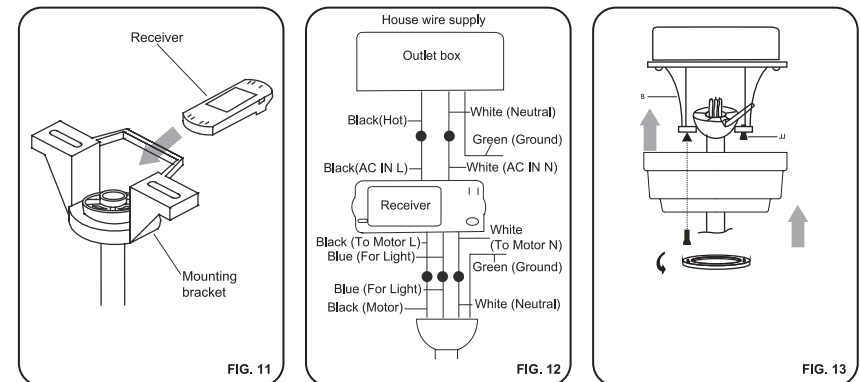 Receiver
Mounting
bracket
FIG. 11
House wire supply
Outlet box
Black(Hot)
White (Neutral)
Green (Ground)
Black(AC IN L)
White (AC IN N)
Receiver
Black (To Motor L)
White
(To Motor N)
Blue (For Light)
Green (Ground)
Blue (For Light)
Black (Motor)
White (Neutral)
FIG. 12
B
JJ
FIG. 13